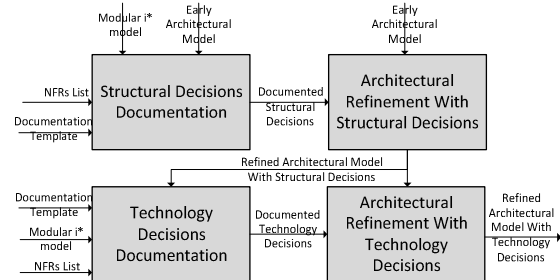 Modular i*
model
Early
Architectural
Model
Early
Architectural
Model
NFRs List
Documentation
Template
Structural Decisions
Documentation
Documented
Structural
Decisions
Architectural
Refinement With
Structural Decisions
Refined Architectural Model
With Structural Decisions
Documentation
Template
Modular i*
model
NFRs List
Technology
Decisions
Documentation
Documented
Technology
Decisions
Architectural
Refinement With
Technology
Decisions
Refined
Architectural
Model With
Technology
Decisions